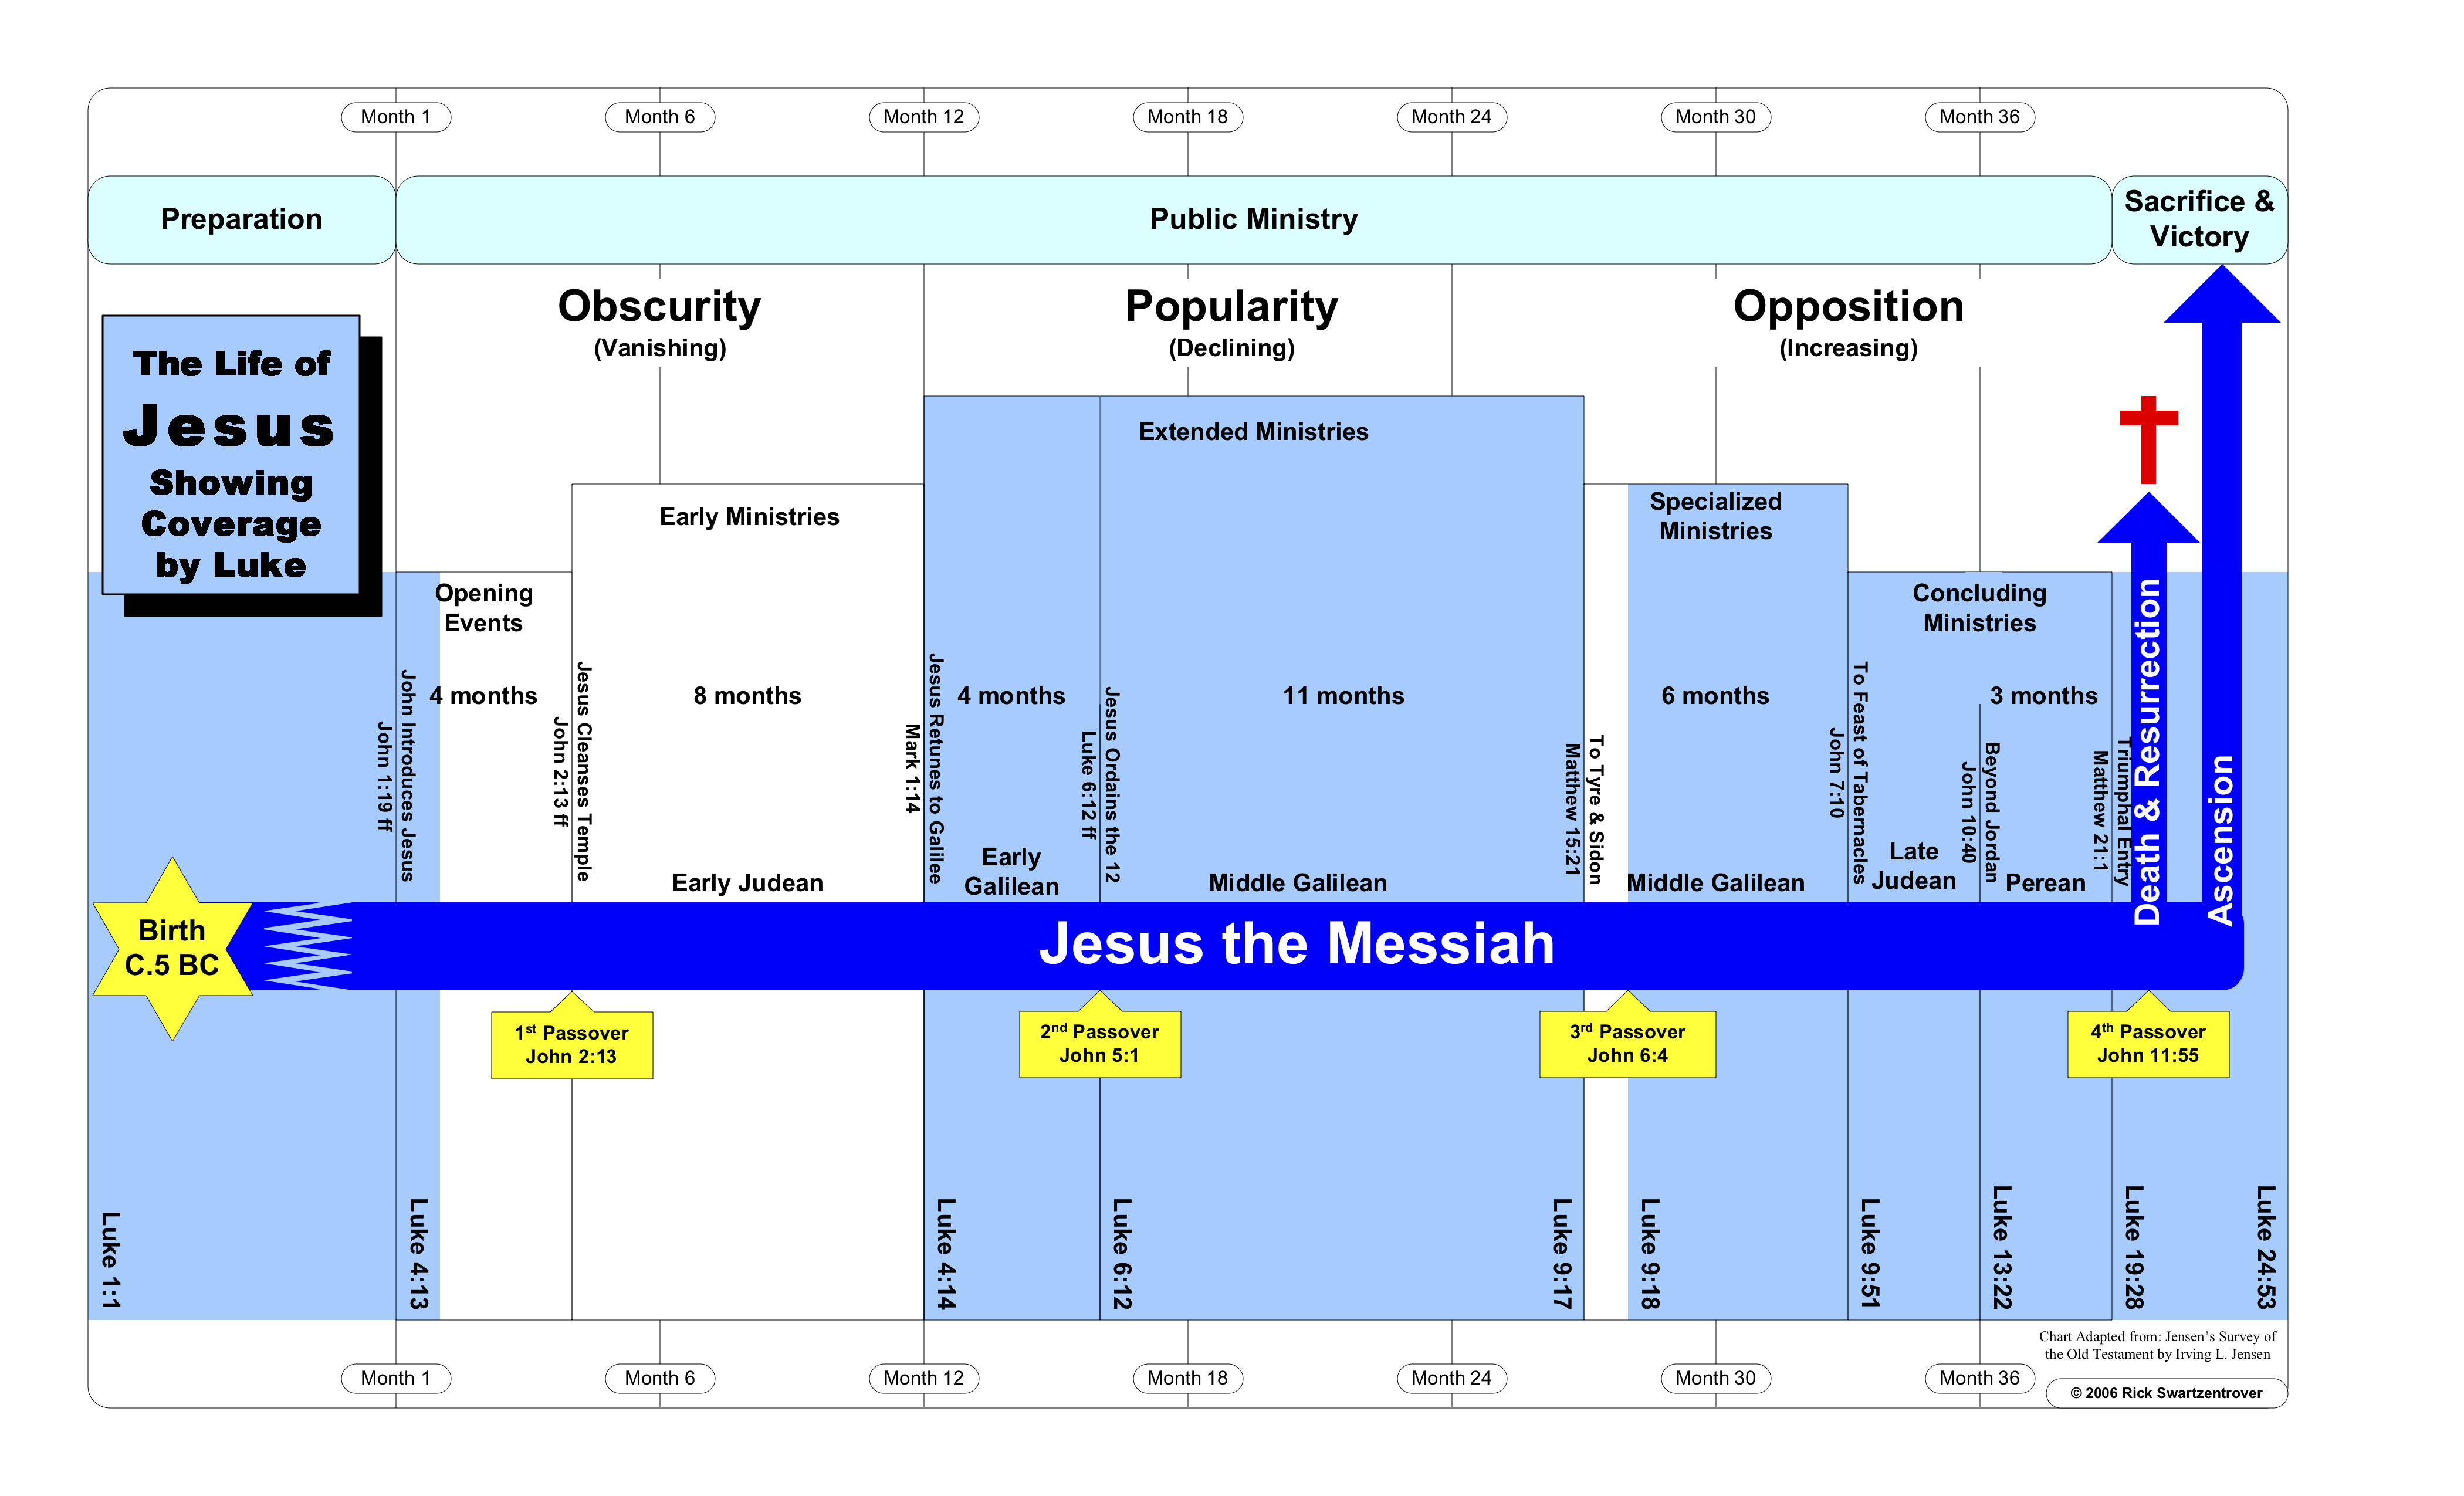 Month 1
Month 6
Month 12
Month 18
Month 24
Month 30
Month 36
Preparation
Public Ministry
Sacrifice &
Victory
Obscurity
(Vanishing)
Popularity
(Declining)
Opposition
(Increasing)
The Life of
Jesus
Showing
Coverage
by Luke
Opening
Events
Early Ministries
Extended Ministries
Specialized
Ministries
Concluding
Ministries
4 months
8 months
4 months
11 months
6 months
3 months
John Introduces Jesus
John 1:19 ff
Jesus Cleanses Temple
John 2:13 ff
Jesus Retunes to Galilee
Mark 1:14
Jesus Ordains the 12
Luke 6:12 ff
To Tyre & Sidon
Matthew 15:21
To Feast of Tabernacles
John 7:10
Beyond Jordan
John 10:40
Triumphal Entry
Matthew 21:1
Death & Resurrection
Ascension
Early Judean
Early
Galilean
Middle Galilean
Middle Galilean
Late
Judean
Perean
Birth
C.5 BC
Jesus the Messiah
1st Passover
John 2:13
2nd Passover
John 5:1
3rd Passover
John 6:4
4th Passover
John 11:55
Luke 1:1
Luke 4:13
Luke 4:14
Luke 6:12
Luke 9:17
Luke 9:18
Luke 9:51
Luke 13:22
Luke 19:28
Luke 24:53
Chart Adapted from: Jensen's Survey of
the Old Testament by Irving L. Jensen
Month 1
Month 6
Month 12
Month 18
Month 24
Month 30
Month 36
© 2006 Rick Swartzentrover